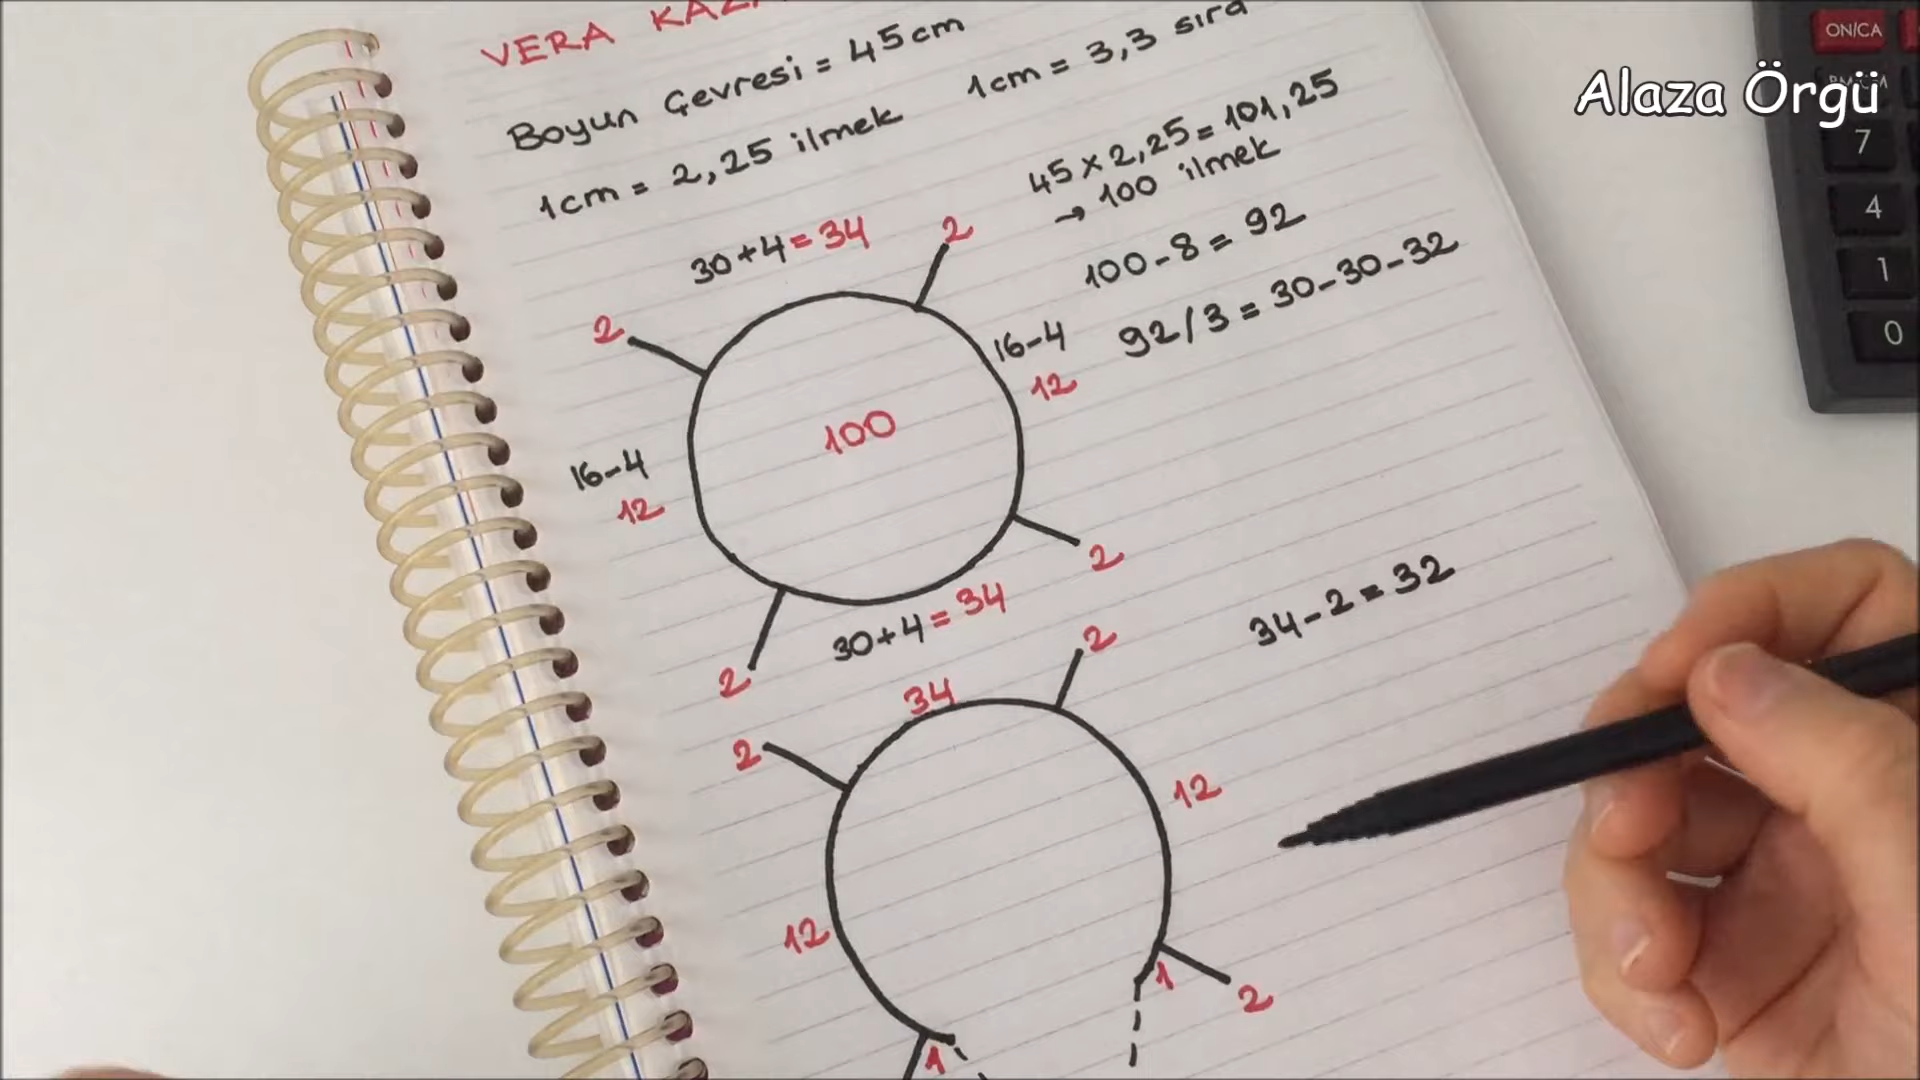 VERA
Boyun Çevresi = 45cm
1cm = 2,25 ilmek
1cm = 3,3 sıra
45 x 2,25 = 101,25
→ 100 ilmek
100-8 = 92
92/3 = 30-30-32
30+4=34
2
2
16-4
12
100
16-4
12
2
30+4=34
2
34-2=32
34
2
2
12
12
1
2
1
Alaza Örgü
ON/CA
7
4
1
0